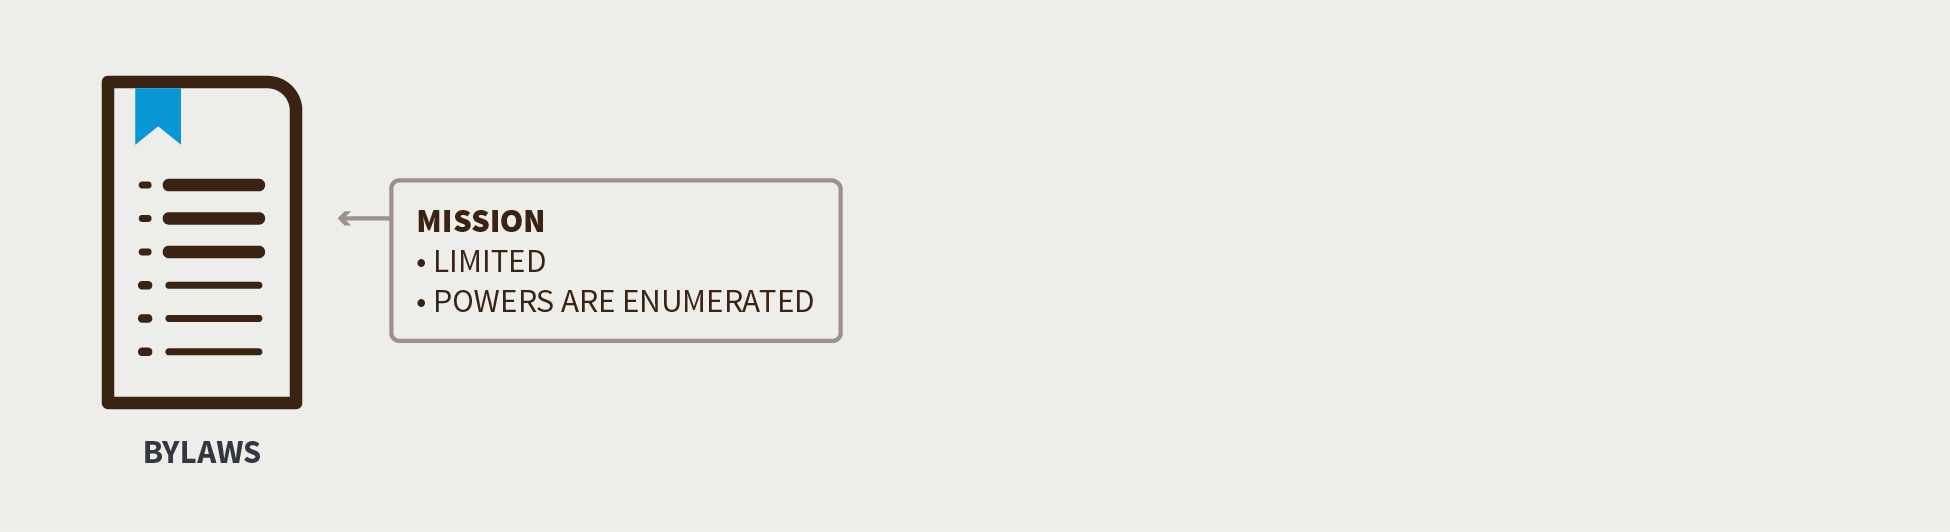 MISSION
• LIMITED
• POWERS ARE ENUMERATED
BYLAWS